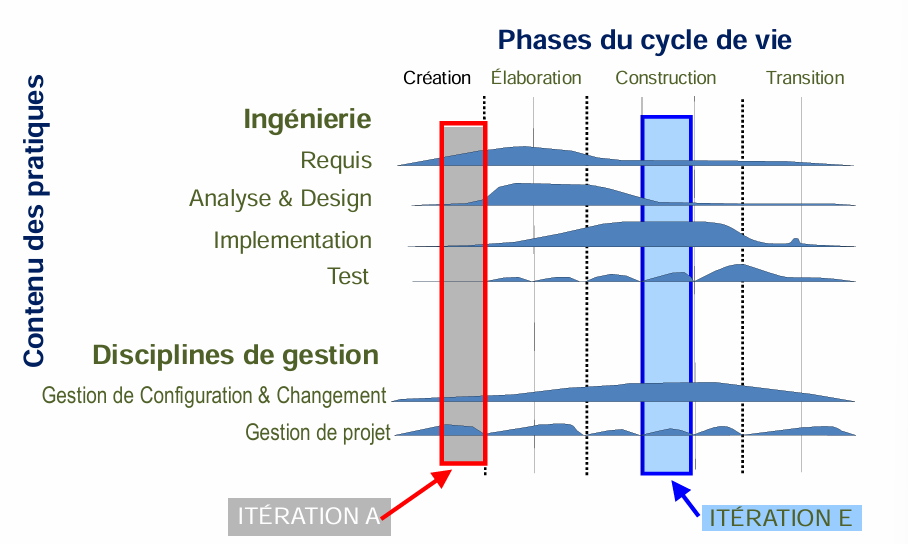 Phases du cycle de vie
Création
Élaboration
Construction
Transition
Contenu des pratiques
Ingénierie
Requis
Analyse & Design
Implementation
Test
Disciplines de gestion
Gestion de Configuration & Changement
Gestion de projet
ITÉRATION A
ITÉRATION E